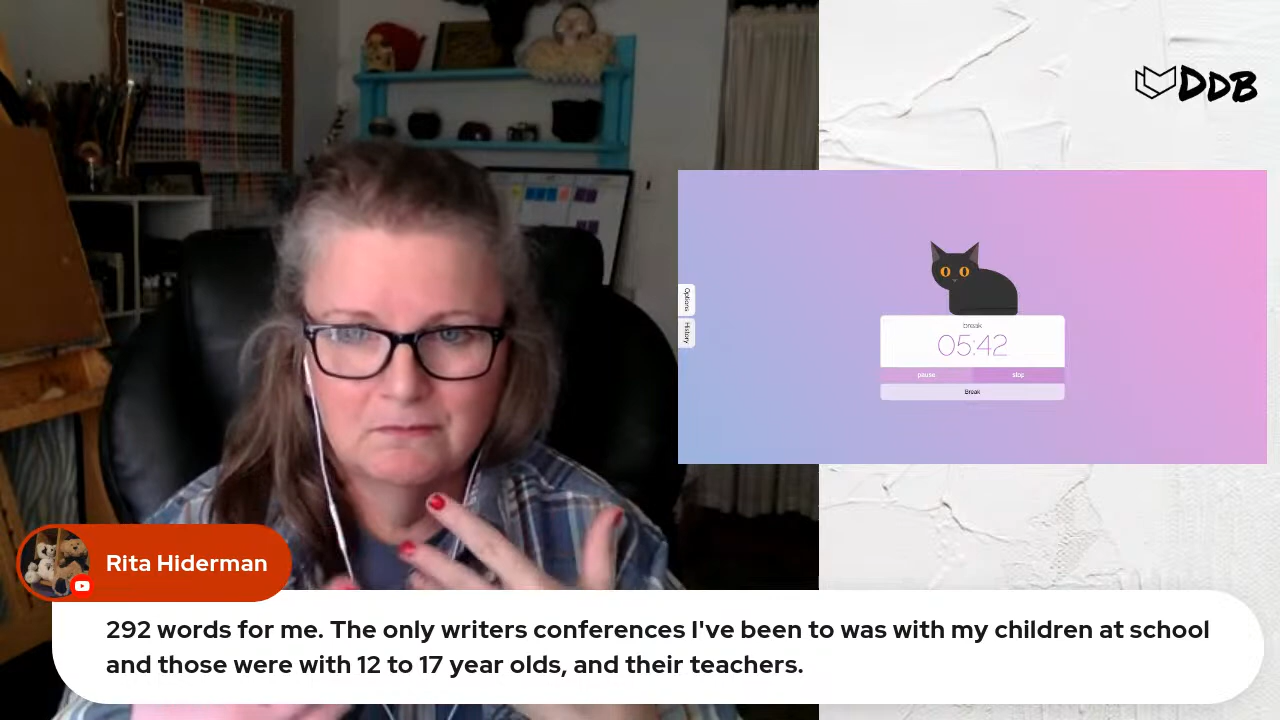 DDB
Options
History
break
05:42
pause
stop
Break
Rita Hiderman
292 words for me. The only writers conferences I've been to was with my children at school
and those were with 12 to 17 year olds, and their teachers.